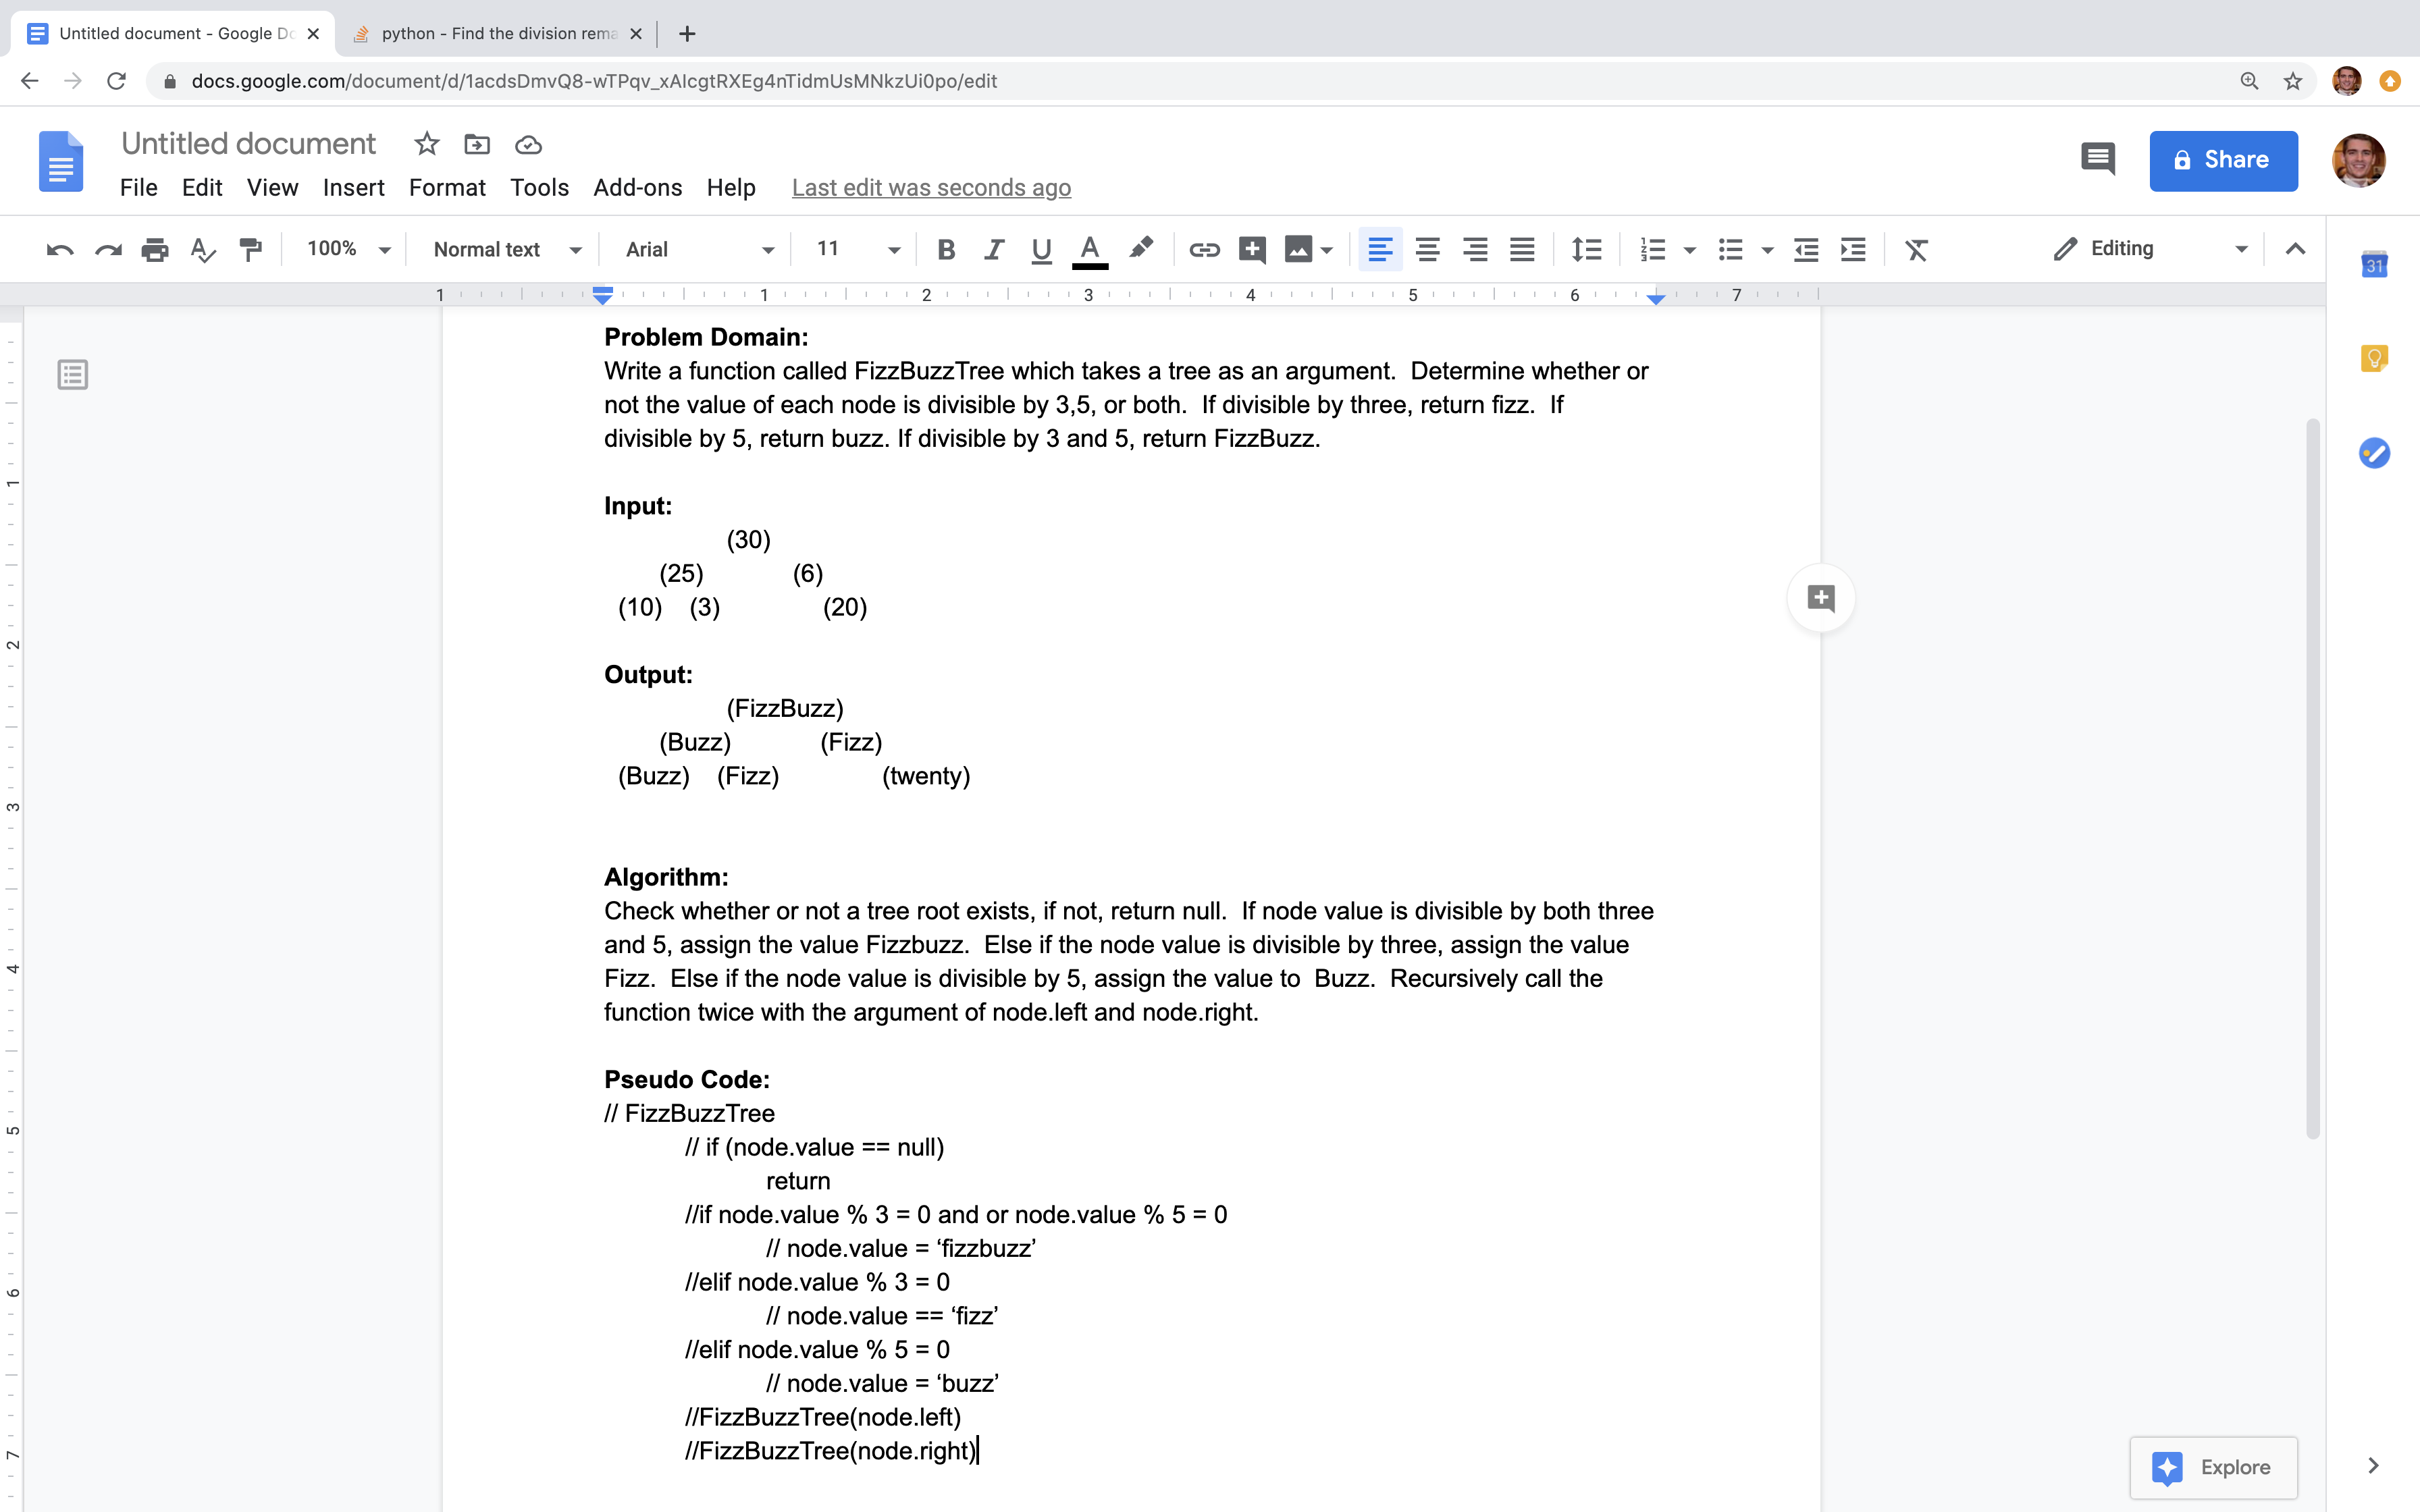 Untitled document - Google Do
python - Find the division rema
docs.google.com/document/d/1acdsDmvQ8-wTPqv_xAlcgtRXEg4nTidmUsMNkzUi0po/edit
Untitled document
File Edit View Insert Format Tools Add-ons Help Last edit was seconds ago
Share
100% Normal text Arial 11 Editing
31
1 1 2 3 4 5 6 7
Problem Domain:
Write a function called FizzBuzzTree which takes a tree as an argument.  Determine whether or
not the value of each node is divisible by 3,5, or both.  If divisible by three, return fizz.  If
divisible by 5, return buzz. If divisible by 3 and 5, return FizzBuzz.
Input:
(30)
(25) (6)
(10) (3) (20)
Output:
(FizzBuzz)
(Buzz) (Fizz)
(Buzz) (Fizz) (twenty)
Algorithm:
Check whether or not a tree root exists, if not, return null.  If node value is divisible by both three
and 5, assign the value Fizzbuzz.  Else if the node value is divisible by three, assign the value
Fizz.  Else if the node value is divisible by 5, assign the value to  Buzz.  Recursively call the
function twice with the argument of node.left and node.right.
Pseudo Code:
// FizzBuzzTree
// if (node.value == null)
return
//if node.value % 3 = 0 and or node.value % 5 = 0
// node.value = ‘fizzbuzz’
//elif node.value % 3 = 0
// node.value == ‘fizz’
//elif node.value % 5 = 0
// node.value = ‘buzz’
//FizzBuzzTree(node.left)
//FizzBuzzTree(node.right)
1
2
3
4
5
6
7
Explore